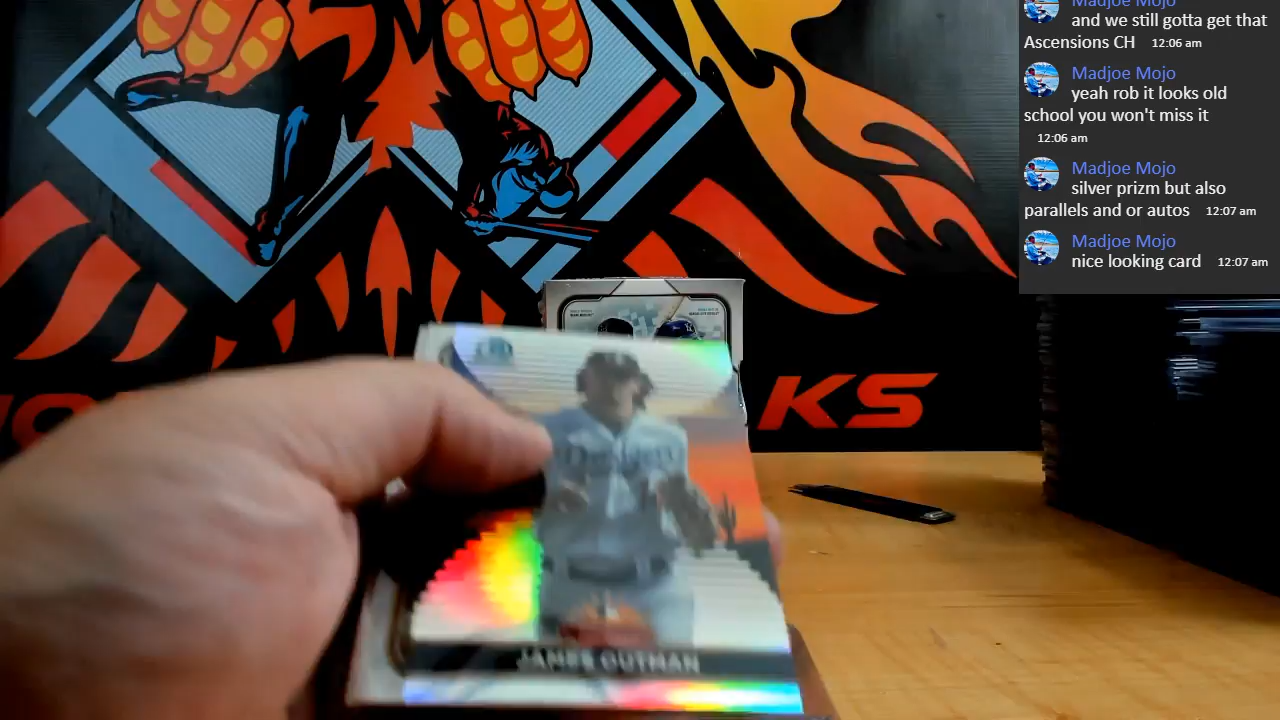 Madjoe Mojo
and we still gotta get that
Ascensions CH 12:06 am
Madjoe Mojo
yeah rob it looks old
school you won't miss it
12:06 am
Madjoe Mojo
silver prizm but also
parallels and or autos 12:07 am
Madjoe Mojo
nice looking card 12:07 am
KS
JAMES OUTMAN